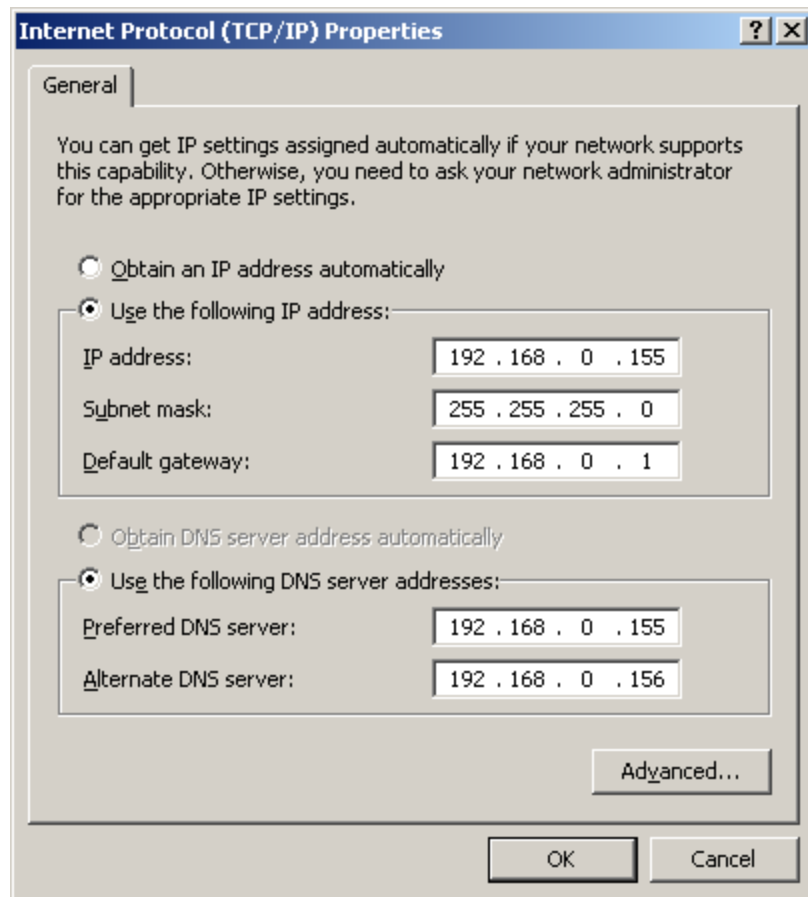 Internet Protocol (TCP/IP) Properties
General
You can get IP settings assigned automatically if your network supports
this capability. Otherwise, you need to ask your network administrator
for the appropriate IP settings.
Obtain an IP address automatically
Use the following IP address:
IP address: 192 . 168 . 0 . 155
Subnet mask: 255 . 255 . 255 . 0
Default gateway: 192 . 168 . 0 . 1
Obtain DNS server address automatically
Use the following DNS server addresses:
Preferred DNS server: 192 . 168 . 0 . 155
Alternate DNS server: 192 . 168 . 0 . 156
Advanced...
OK Cancel